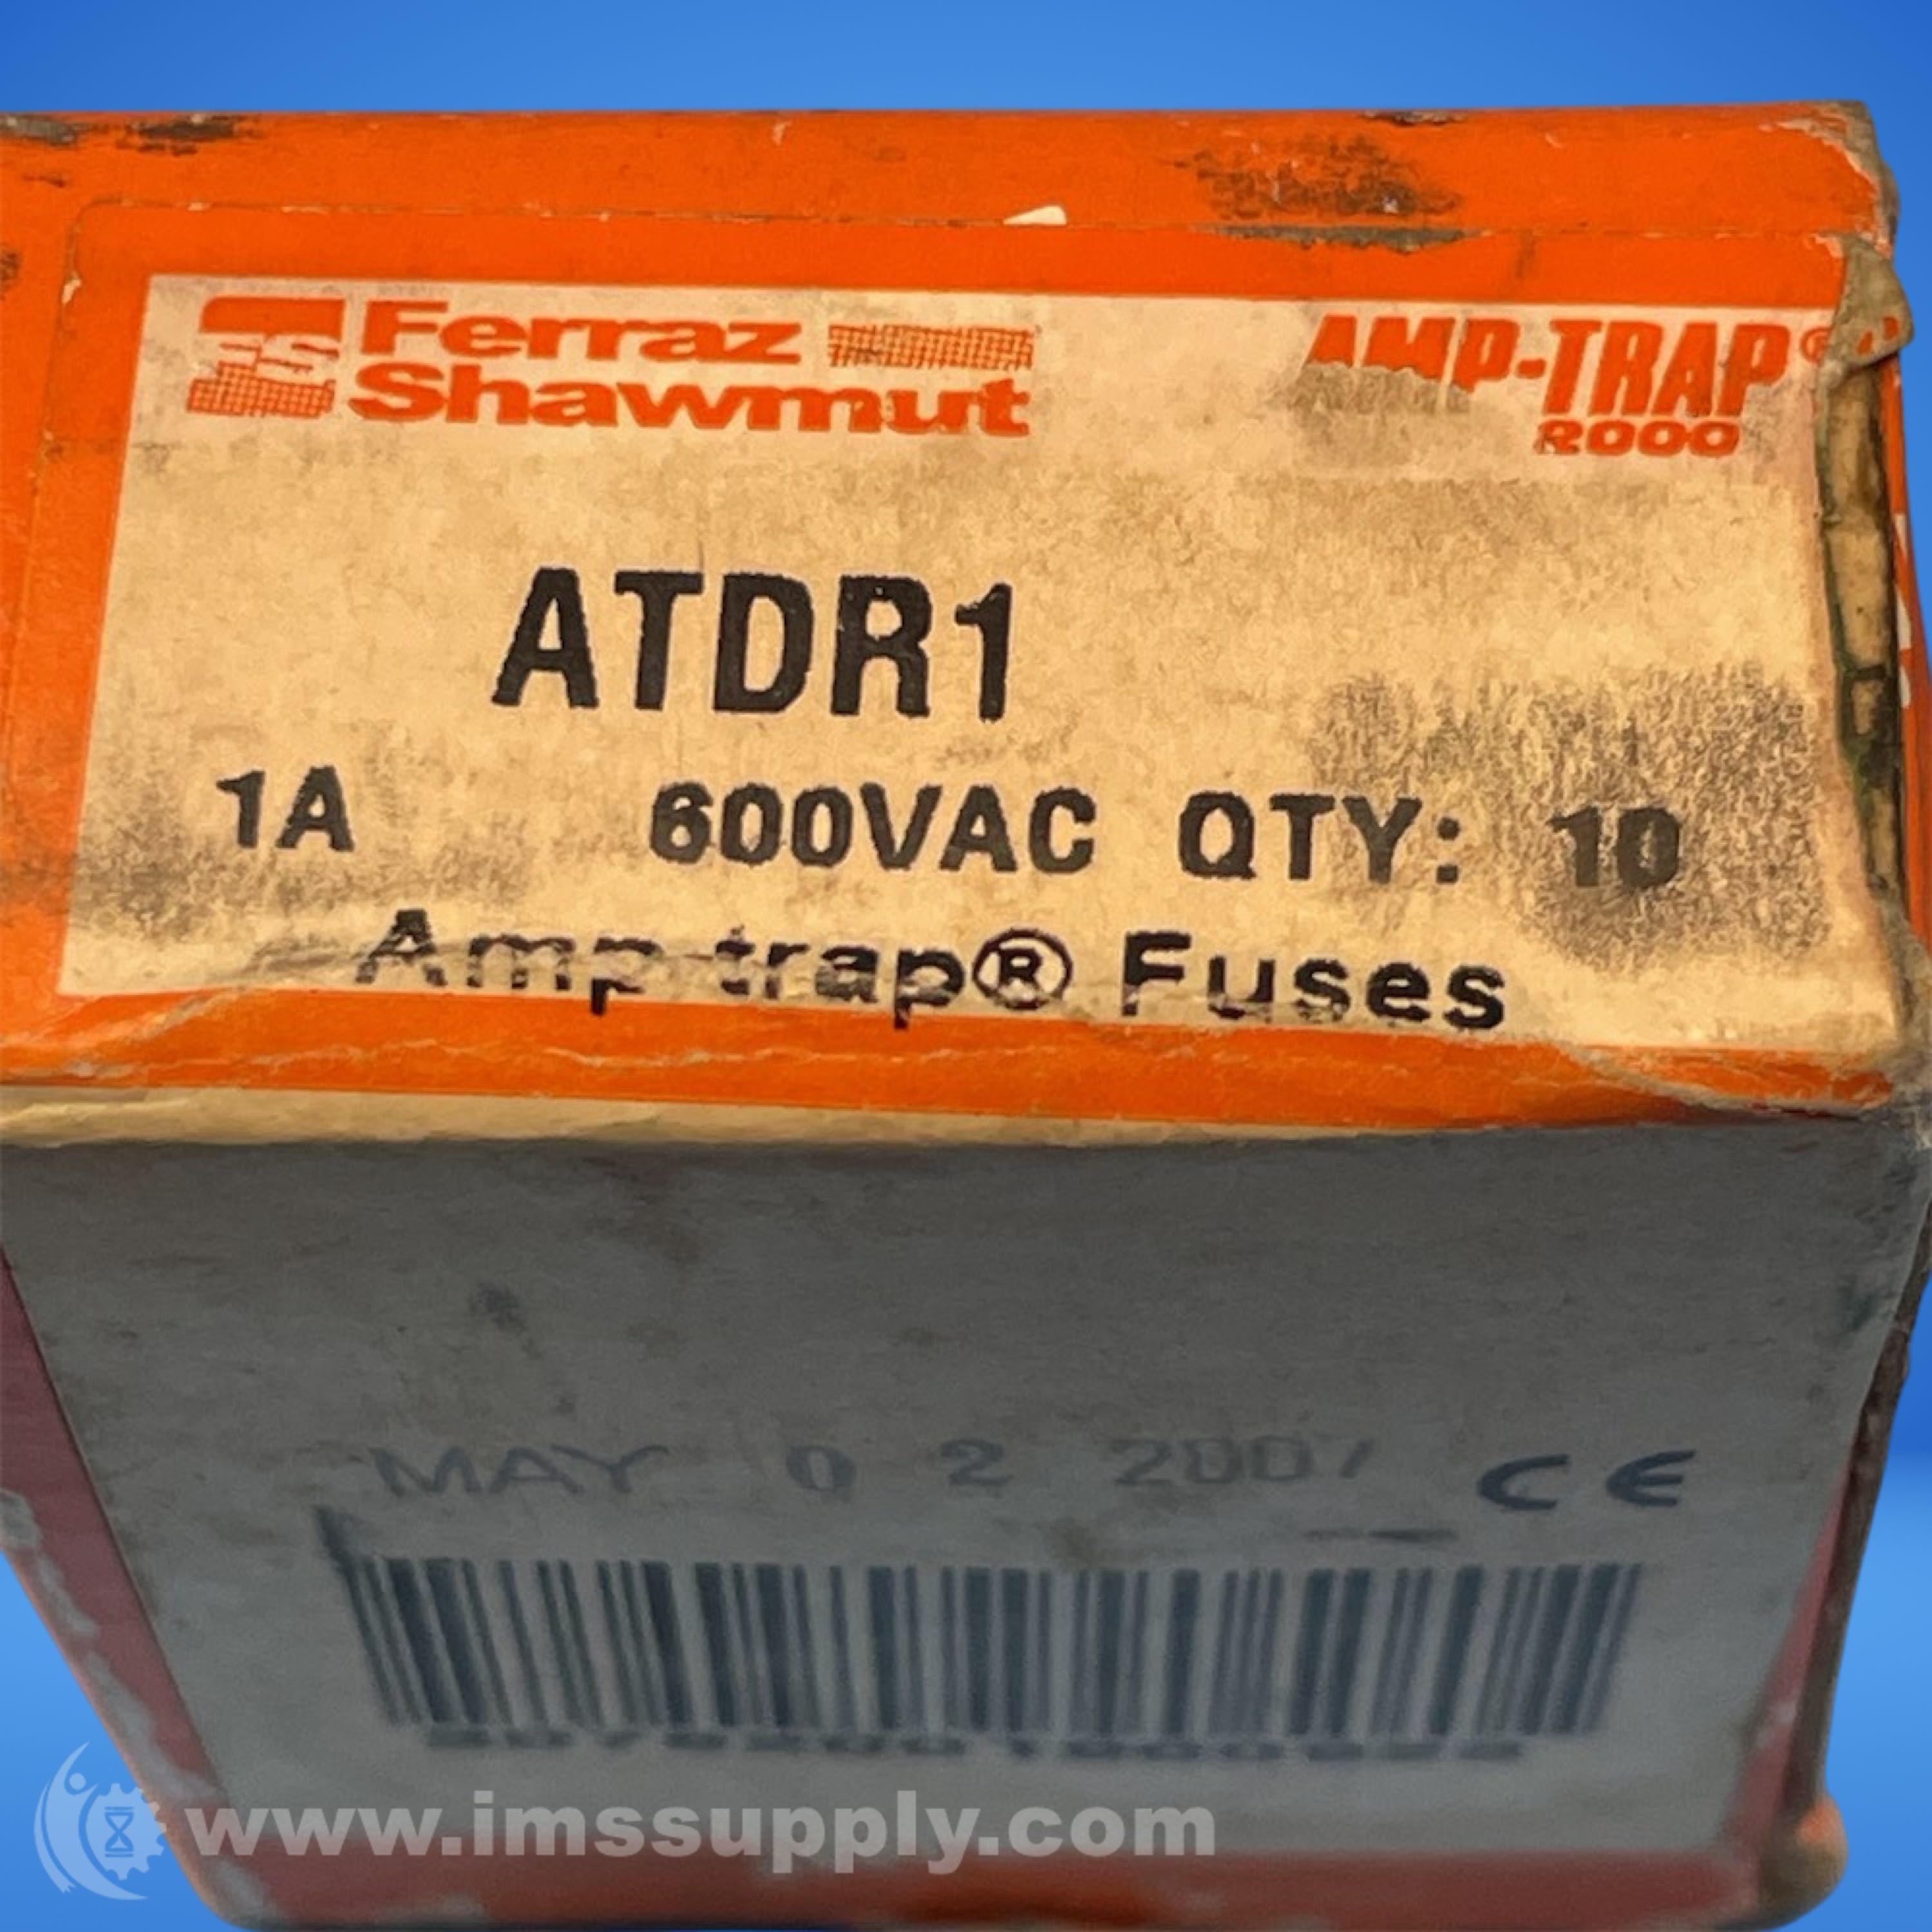 FS Ferraz Shawmut
AMP-TRAP®
2000
ATDR1
1A 600VAC QTY: 10
Amp-trap® Fuses
MAY 0 2 2007 CE
www.imssupply.com